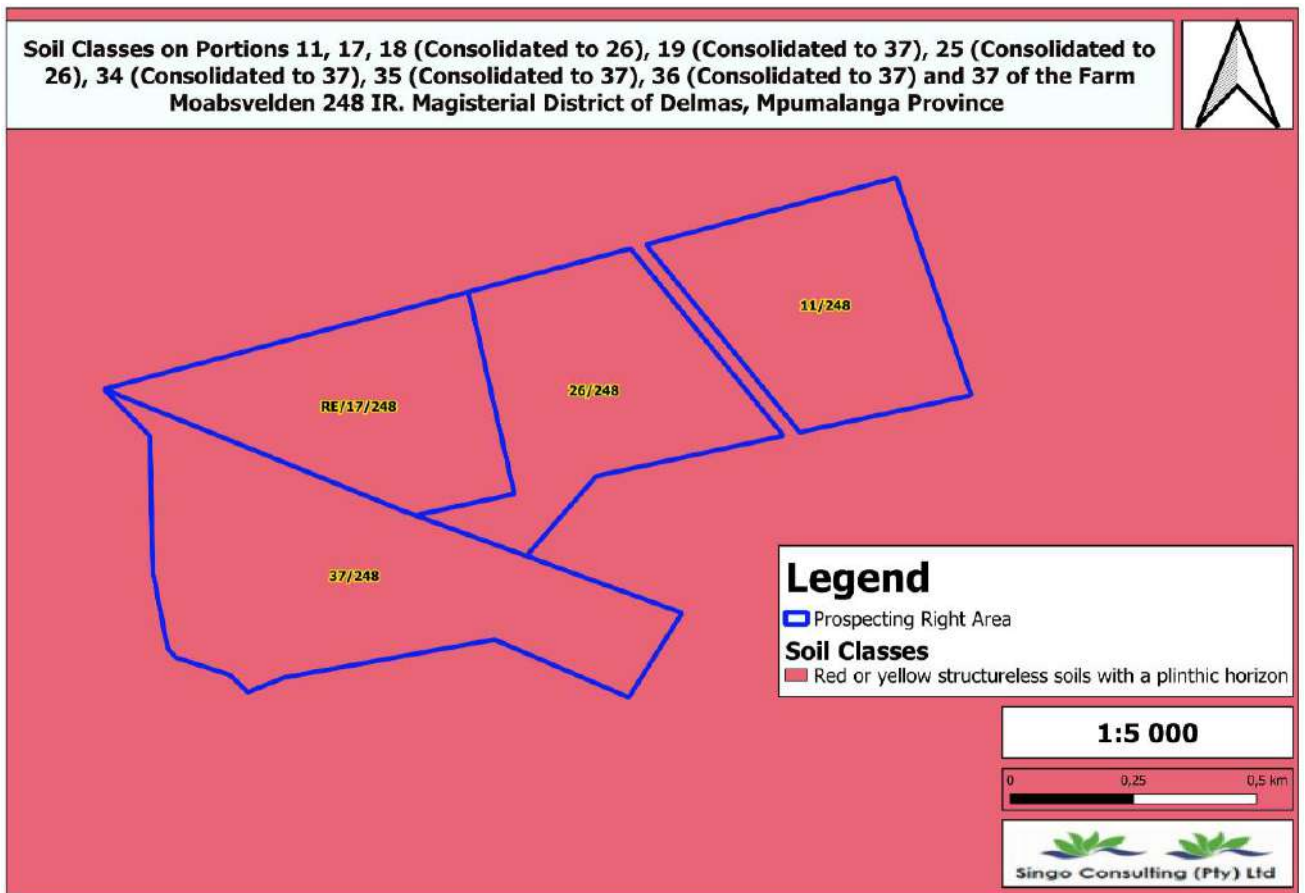 Soil Classes on Portions 11, 17, 18 (Consolidated to 26), 19 (Consolidated to 37), 25 (Consolidated to
26), 34 (Consolidated to 37), 35 (Consolidated to 37), 36 (Consolidated to 37) and 37 of the Farm
Moabsvelden 248 IR. Magisterial District of Delmas, Mpumalanga Province
11/248
26/248
RE/17/248
37/248
Legend
Prospecting Right Area
Soil Classes
Red or yellow structureless soils with a plinthic horizon
1:5 000
0 0,25 0,5 km
Singo Consulting (Pty) Ltd